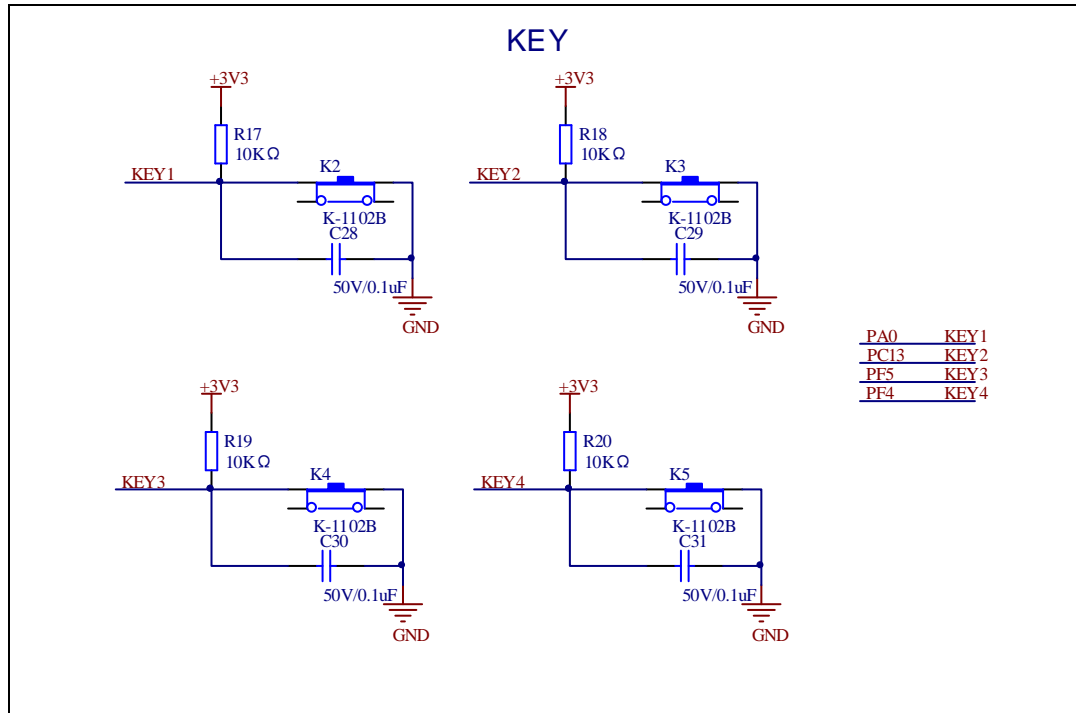 KEY
+3V3
R17
10KΩ
KEY1
K2
K-1102B
C28
50V/0.1uF
GND
+3V3
R18
10KΩ
KEY2
K3
K-1102B
C29
50V/0.1uF
GND
PA0 KEY1
PC13 KEY2
PF5 KEY3
PF4 KEY4
+3V3
R19
10KΩ
KEY3
K4
K-1102B
C30
50V/0.1uF
GND
+3V3
R20
10KΩ
KEY4
K5
K-1102B
C31
50V/0.1uF
GND